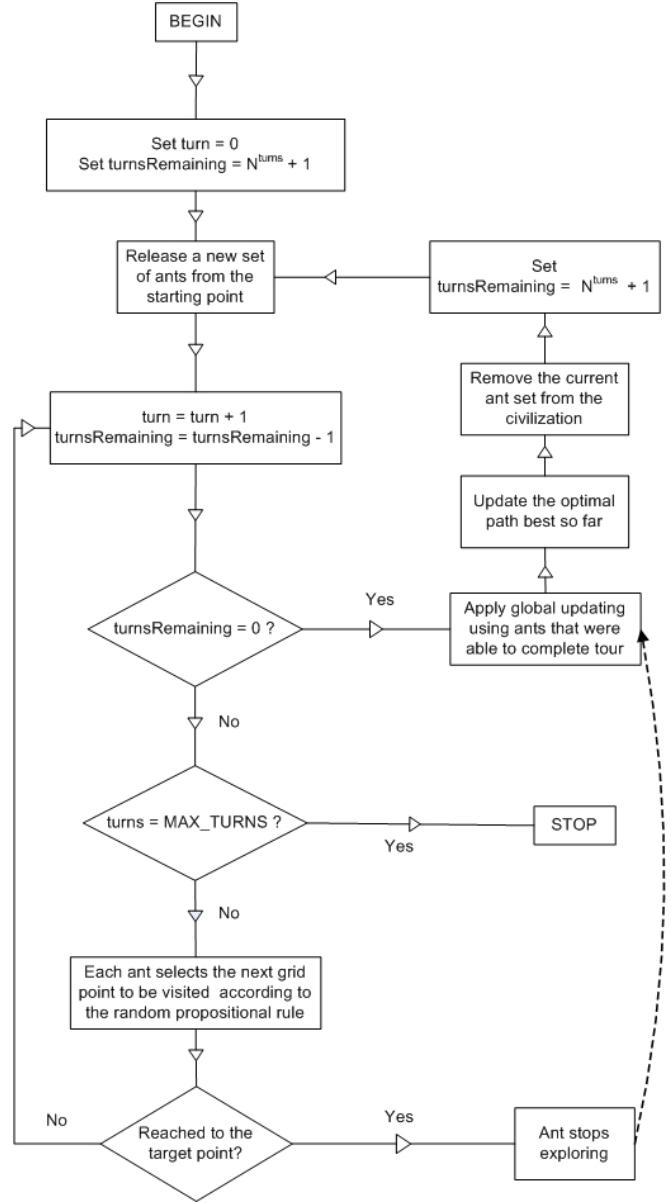 BEGIN
Set turn = 0
Set turnsRemaining = N^turns + 1
Release a new set
of ants from the
starting point
Set
turnsRemaining = N^turns + 1
turn = turn + 1
turnsRemaining = turnsRemaining - 1
Remove the current
ant set from the
civilization
Update the optimal
path best so far
turnsRemaining = 0 ?
Yes
Apply global updating
using ants that were
able to complete tour
No
turns = MAX_TURNS ?
Yes
STOP
No
Each ant selects the next grid
point to be visited according to
the random propositional rule
Reached to the
target point?
No
Yes
Ant stops
exploring